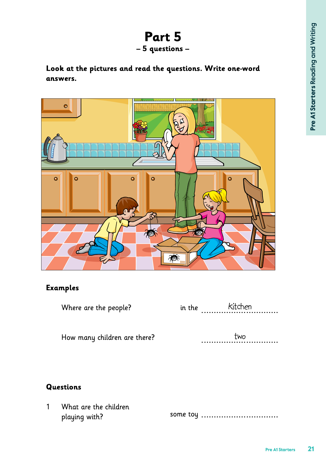 Part 5
– 5 questions –
Look at the pictures and read the questions. Write one-word
answers.
Pre A1 Starters Reading and Writing
Examples
Where are the people? in the kitchen
How many children are there? two
Questions
1 What are the children
playing with? some toy ...............................
Pre A1 Starters 21